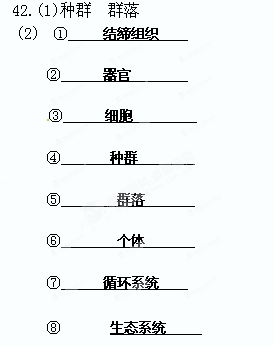 42.(1)种群 群落
(2) ① 结缔组织
② 器官
③ 细胞
④ 种群
⑤ 群落
⑥ 个体
⑦ 循环系统
⑧ 生态系统